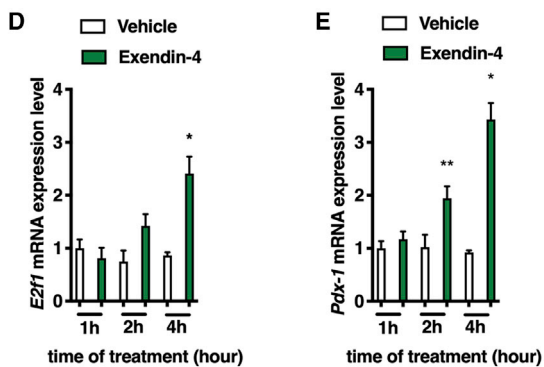 D
Vehicle
Exendin-4
E2f1 mRNA expression level
4
3
2
1
0
*
1h 2h 4h
time of treatment (hour)
E
Vehicle
Exendin-4
Pdx-1 mRNA expression level
4
3
2
1
0
**
*
1h 2h 4h
time of treatment (hour)